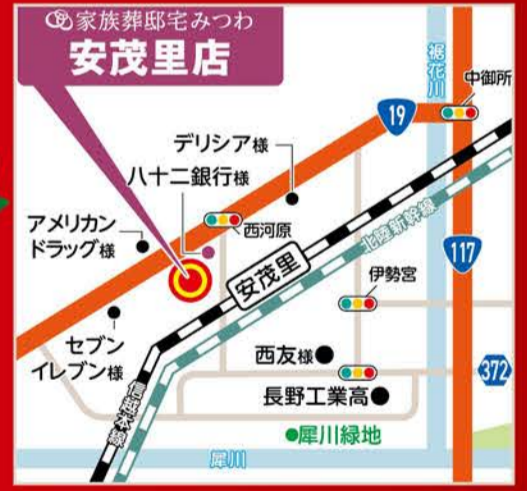 家族葬邸宅みつわ
安茂里店
裾花川
中御所
19
デリシア様
八十二銀行様
西河原
アメリカン
ドラッグ様
北陸新幹線
117
安茂里
伊勢宮
セブン
イレブン様
西友様
372
信越本線
長野工業高
犀川緑地
犀川